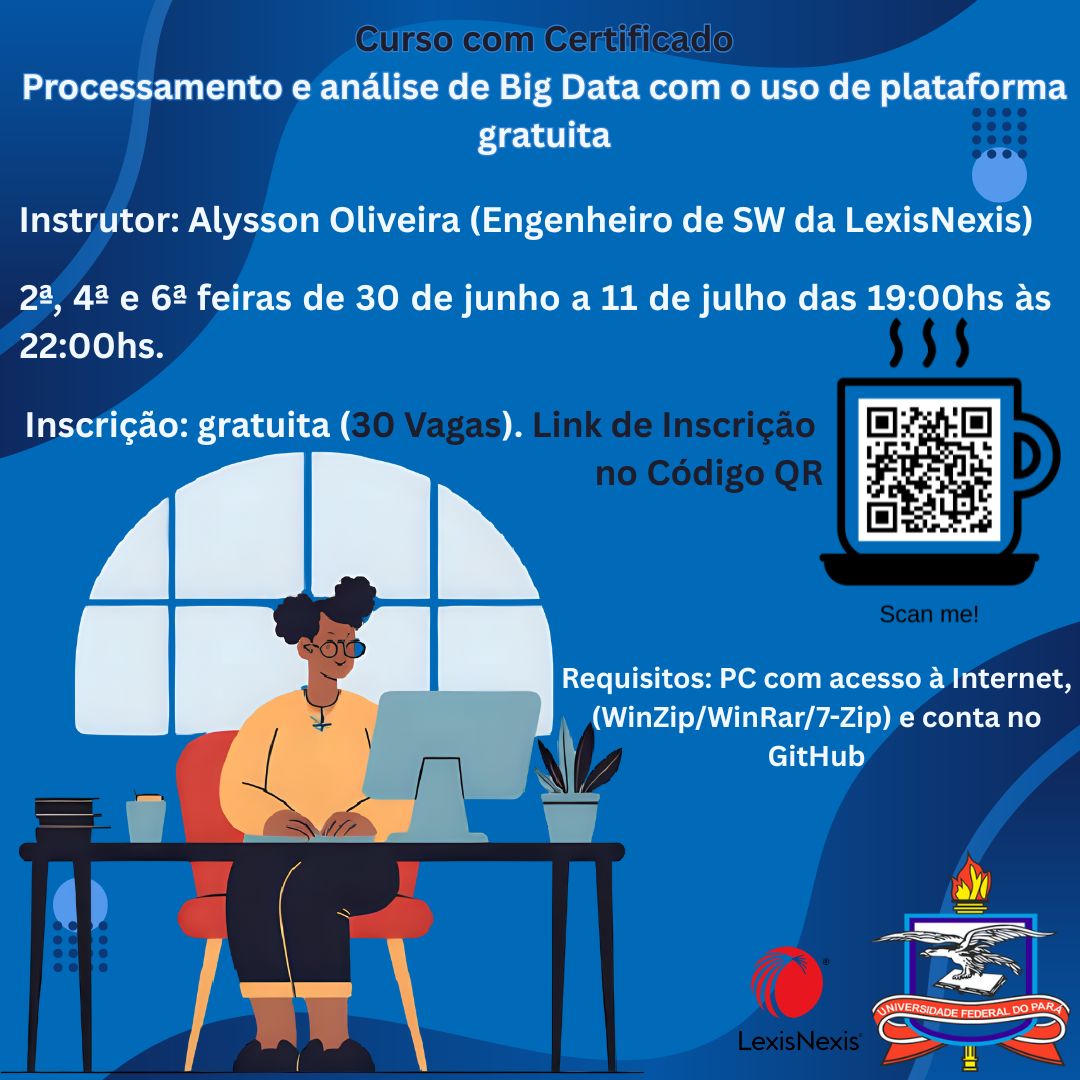 Curso com Certificado
Processamento e análise de Big Data com o uso de plataforma
gratuita
Instrutor: Alysson Oliveira (Engenheiro de SW da LexisNexis)
2ª, 4ª e 6ª feiras de 30 de junho a 11 de julho das 19:00hs às
22:00hs.
Inscrição: gratuita (30 Vagas). Link de Inscrição
no Código QR
Scan me!
Requisitos: PC com acesso à Internet,
(WinZip/WinRar/7-Zip) e conta no
GitHub
LexisNexis®
UNIVERSIDADE FEDERAL DO PARÁ